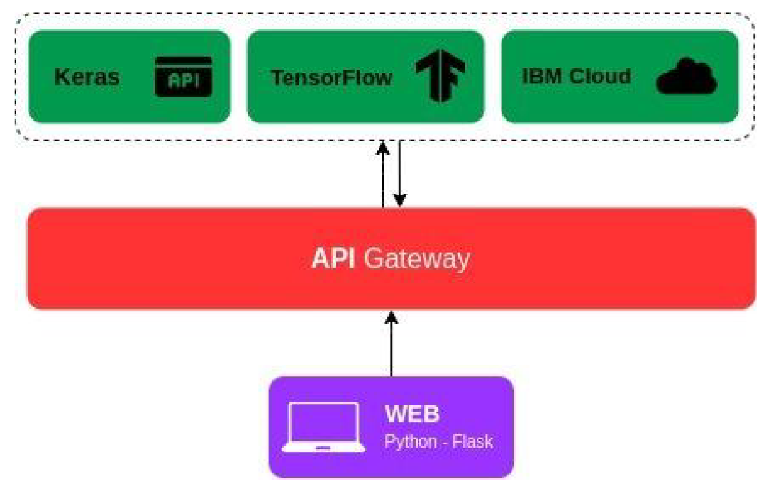 Keras
API
TensorFlow
IBM Cloud
API Gateway
WEB
Python - Flask